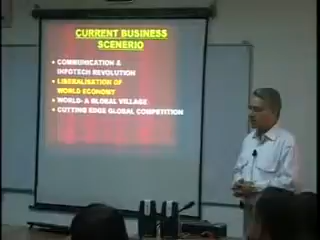 CURRENT BUSINESS
SCENERIO
• COMMUNICATION &
INFOTECH REVOLUTION
• LIBERALISATION OF
WORLD ECONOMY
• WORLD- A GLOBAL VILLAGE
• CUTTING EDGE GLOBAL COMPETITION